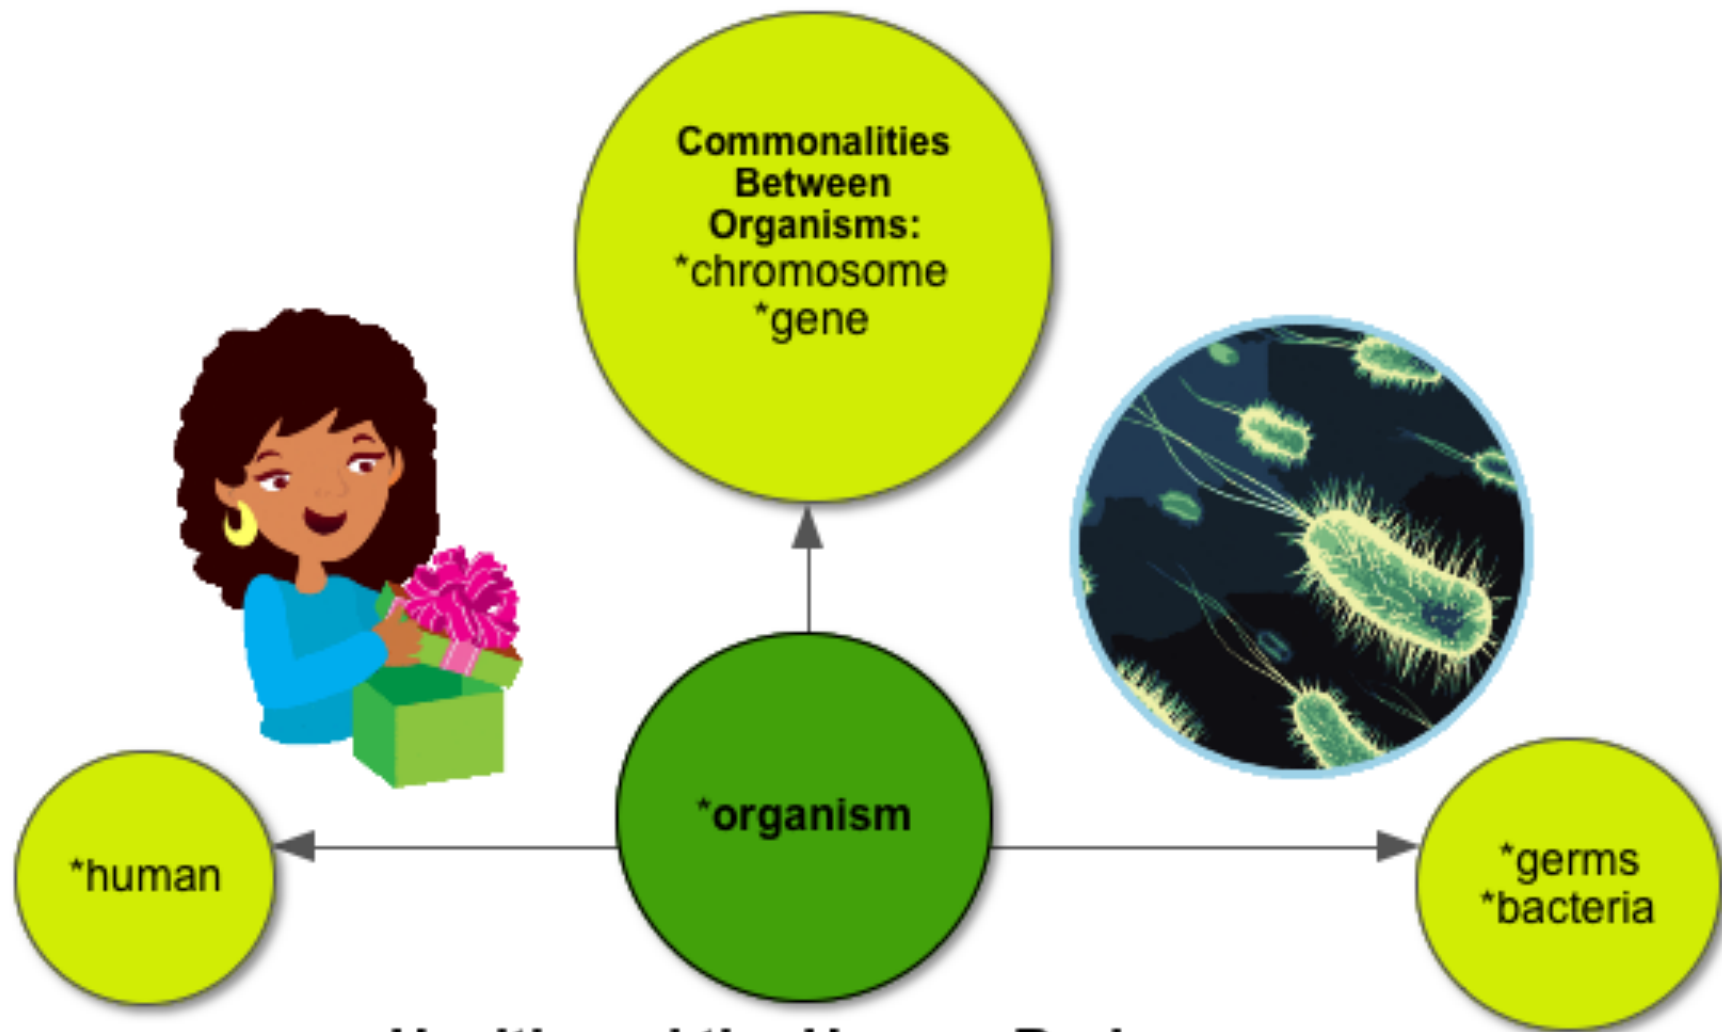 Commonalities
Between
Organisms:
*chromosome
*gene
*organism
*human
*germs
*bacteria